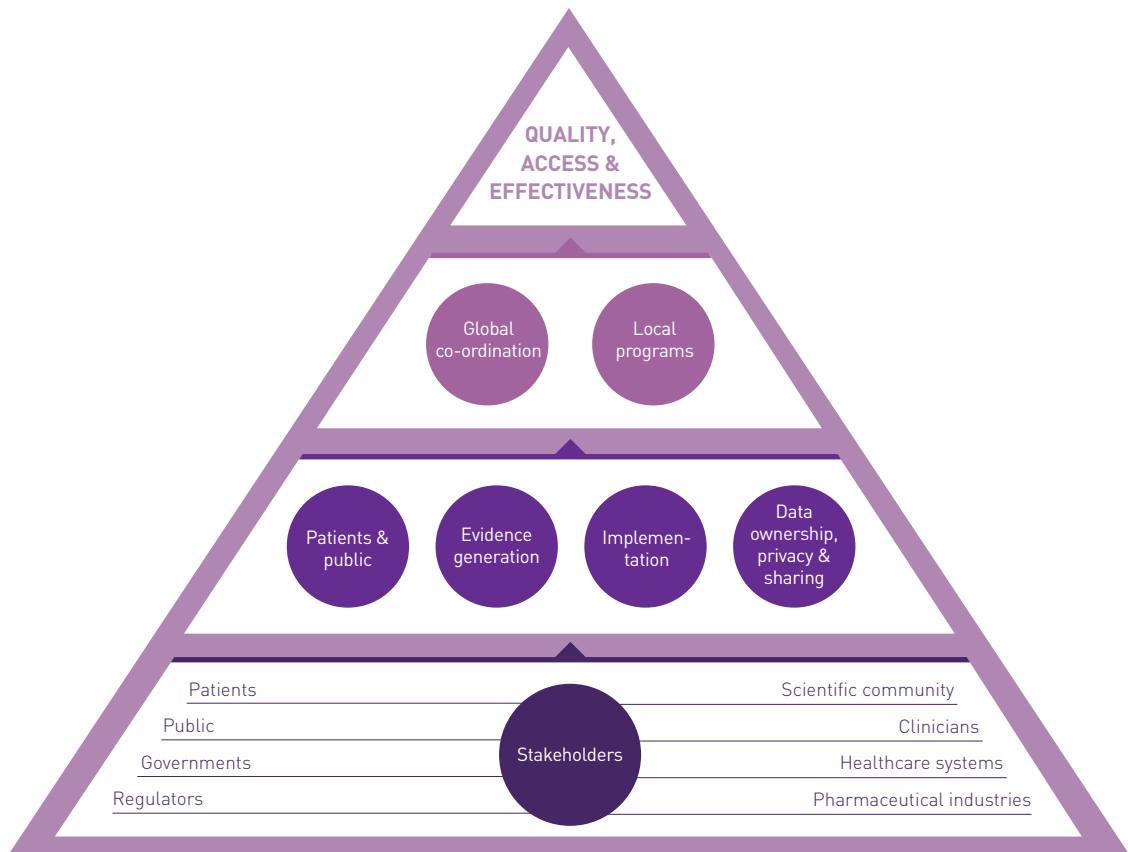 QUALITY,
ACCESS &
EFFECTIVENESS
Global
co-ordination
Local
programs
Patients &
public
Evidence
generation
Implemen-
tation
Data
ownership,
privacy &
sharing
Patients
Public
Governments
Regulators
Stakeholders
Scientific community
Clinicians
Healthcare systems
Pharmaceutical industries